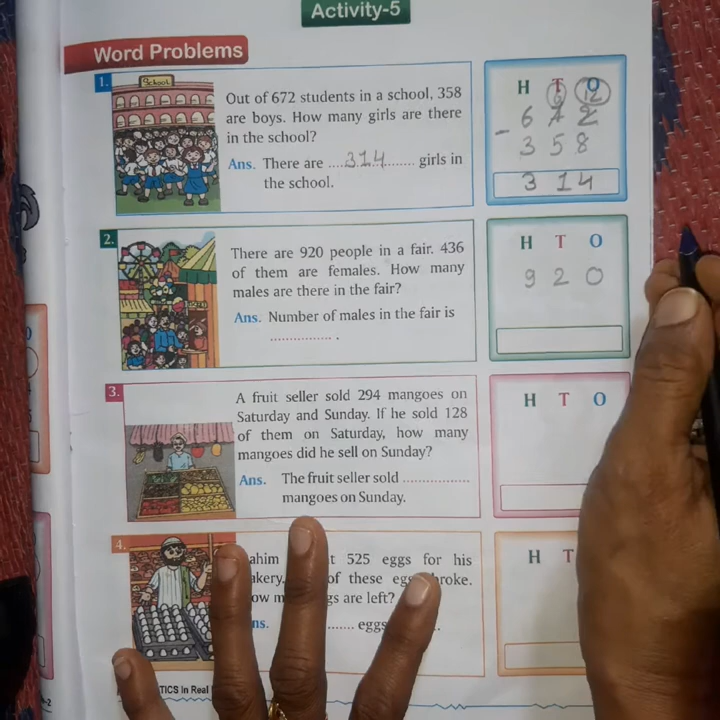 Activity-5
Word Problems
1.
School
Out of 672 students in a school, 358
are boys. How many girls are there
in the school?
Ans. There are ....314........ girls in
the school.
H T O
6 12
6 7 2
- 3 5 8
3 1 4
2.
There are 920 people in a fair. 436
of them are females. How many
males are there in the fair?
Ans. Number of males in the fair is
................ .
H T O
9 2 0
3.
A fruit seller sold 294 mangoes on
Saturday and Sunday. If he sold 128
of them on Saturday, how many
mangoes did he sell on Sunday?
Ans. The fruit seller sold .................
mangoes on Sunday.
H T O
4.
525 eggs for his
of these
are left?
H T
TICS In Real